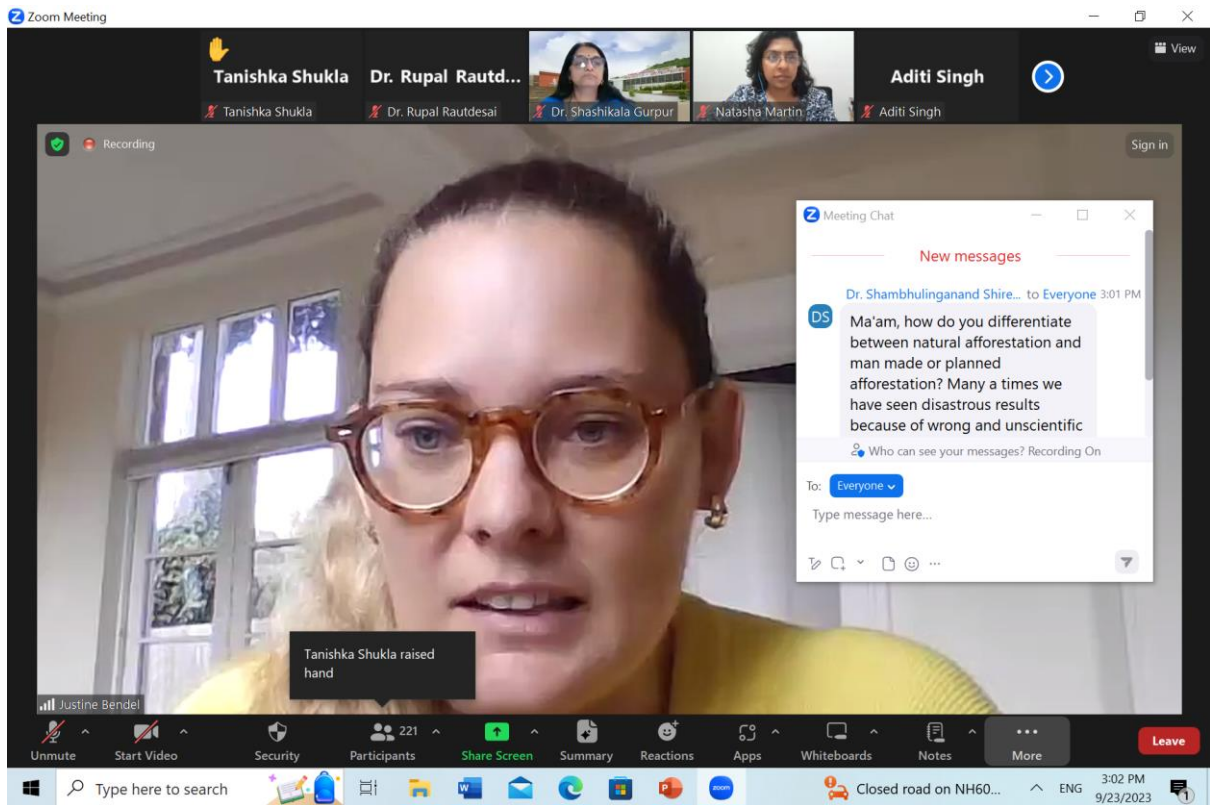 Zoom Meeting
Tanishka Shukla
Tanishka Shukla
Dr. Rupal Rautd...
Dr. Rupal Rautdesai
Dr. Shashikala Gurpur
Natasha Martin
Aditi Singh
Aditi Singh
View
Recording
Sign in
Meeting Chat
New messages
Dr. Shambhulinganand Shire... to Everyone 3:01 PM
DS
Ma'am, how do you differentiate
between natural afforestation and
man made or planned
afforestation? Many a times we
have seen disastrous results
because of wrong and unscientific
Who can see your messages? Recording On
To: Everyone
Type message here...
Tanishka Shukla raised
hand
Justine Bendel
Unmute
Start Video
Security
221
Participants
Share Screen
Summary
Reactions
Apps
Whiteboards
Notes
More
Leave
Type here to search
zoom
Closed road on NH60...
ENG
3:02 PM
9/23/2023
1